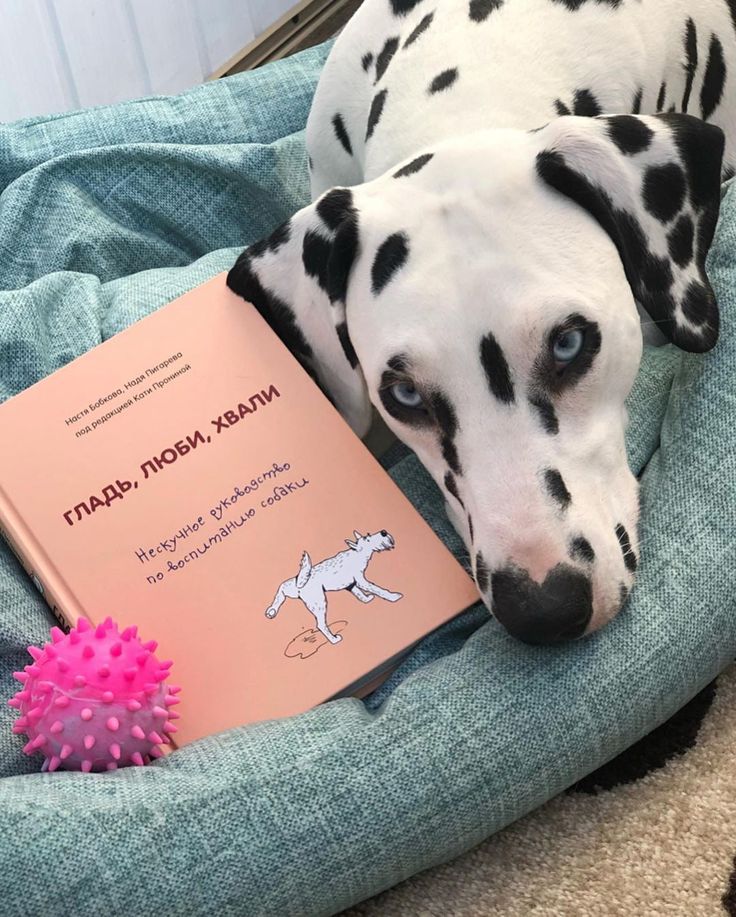 Настя Бобкова, Надя Пигарева
под редакцией Кати Прониной
ГЛАДЬ, ЛЮБИ, ХВАЛИ
Нескучное руководство
по воспитанию собаки